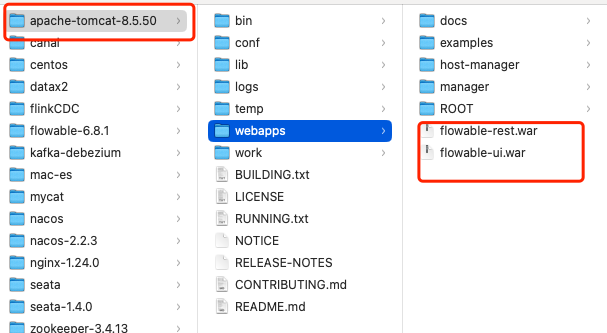 apache-tomcat-8.5.50
canal
centos
datax2
flinkCDC
flowable-6.8.1
kafka-debezium
mac-es
mycat
nacos
nacos-2.2.3
nginx-1.24.0
seata
seata-1.4.0
zookeeper-3.4.13
bin
conf
lib
logs
temp
webapps
work
BUILDING.txt
LICENSE
RUNNING.txt
NOTICE
RELEASE-NOTES
CONTRIBUTING.md
README.md
docs
examples
host-manager
manager
ROOT
flowable-rest.war
flowable-ui.war